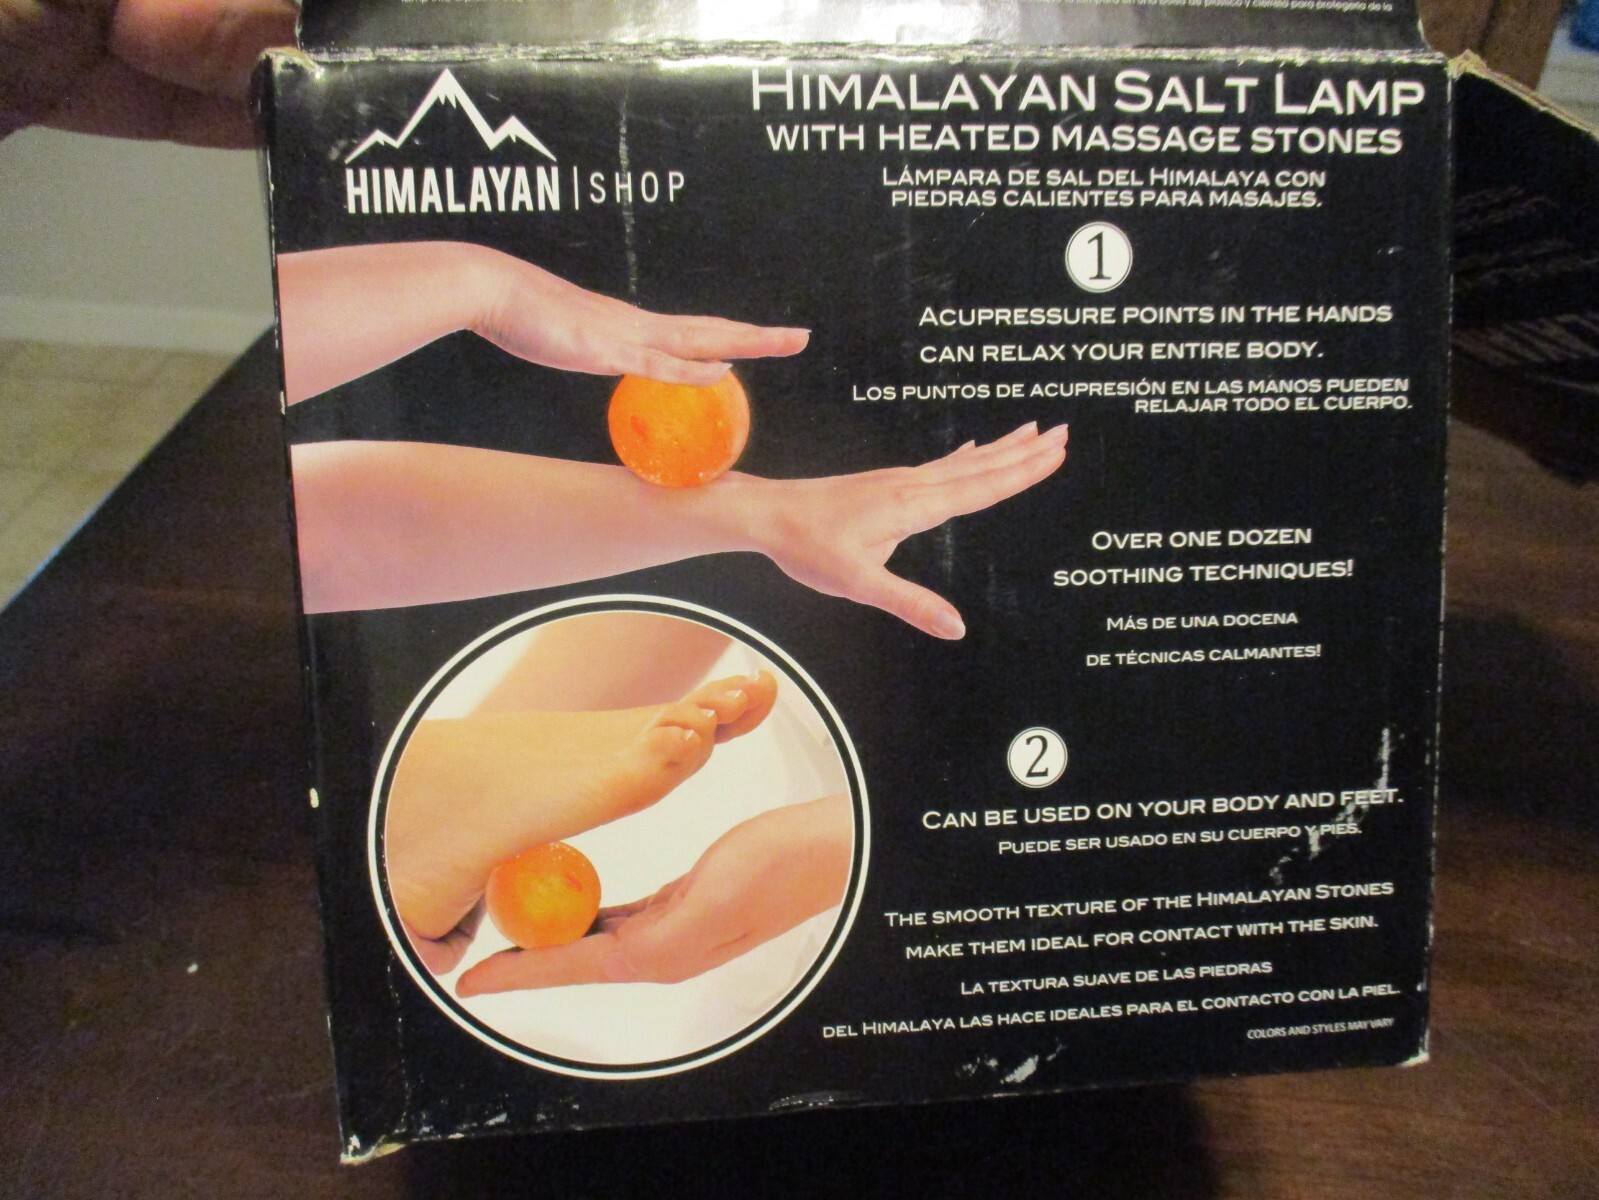 HIMALAYAN | SHOP
HIMALAYAN SALT LAMP
WITH HEATED MASSAGE STONES
LÁMPARA DE SAL DEL HIMALAYA CON
PIEDRAS CALIENTES PARA MASAJES.
1
ACUPRESSURE POINTS IN THE HANDS
CAN RELAX YOUR ENTIRE BODY.
LOS PUNTOS DE ACUPRESIÓN EN LAS MANOS PUEDEN
RELAJAR TODO EL CUERPO.
OVER ONE DOZEN
SOOTHING TECHNIQUES!
MÁS DE UNA DOCENA
DE TÉCNICAS CALMANTES!
2
CAN BE USED ON YOUR BODY AND FEET.
PUEDE SER USADO EN SU CUERPO Y PIES.
THE SMOOTH TEXTURE OF THE HIMALAYAN STONES
MAKE THEM IDEAL FOR CONTACT WITH THE SKIN.
LA TEXTURA SUAVE DE LAS PIEDRAS
DEL HIMALAYA LAS HACE IDEALES PARA EL CONTACTO CON LA PIEL.
COLORS AND STYLES MAY VARY